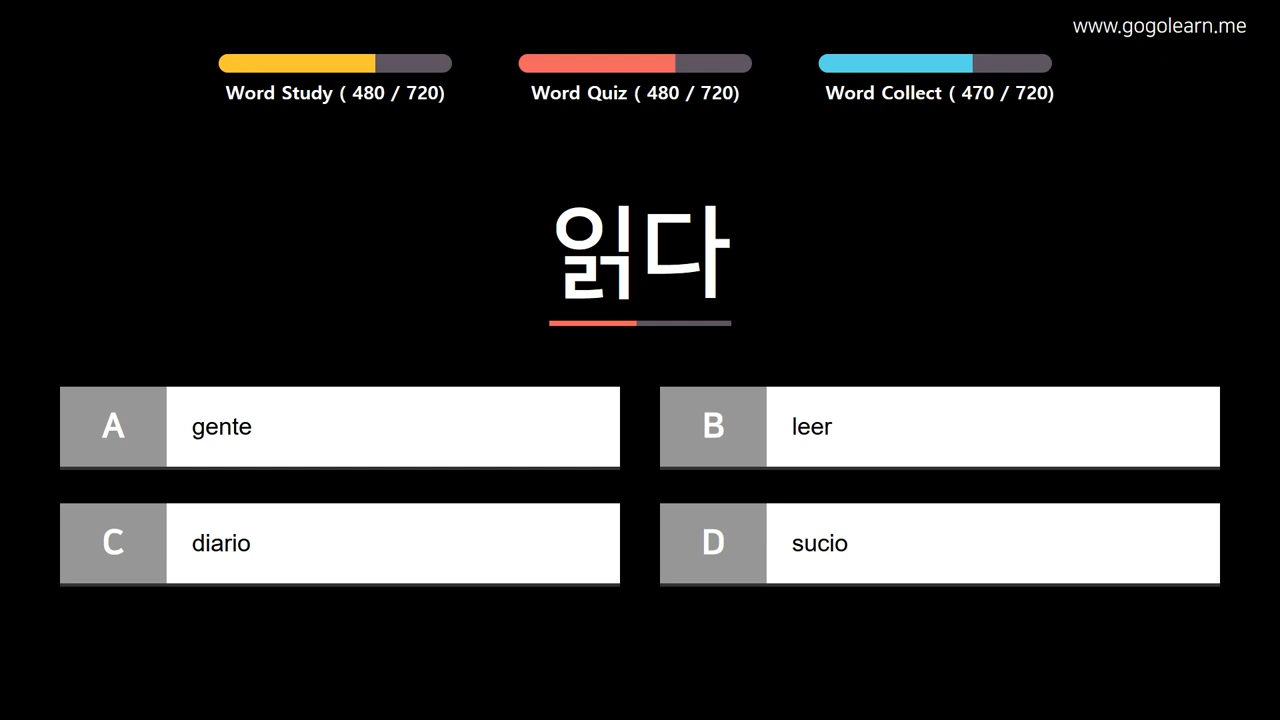 www.gogolearn.me
Word Study ( 480 / 720)
Word Quiz ( 480 / 720)
Word Collect ( 470 / 720)
읽다
A gente
B leer
C diario
D sucio